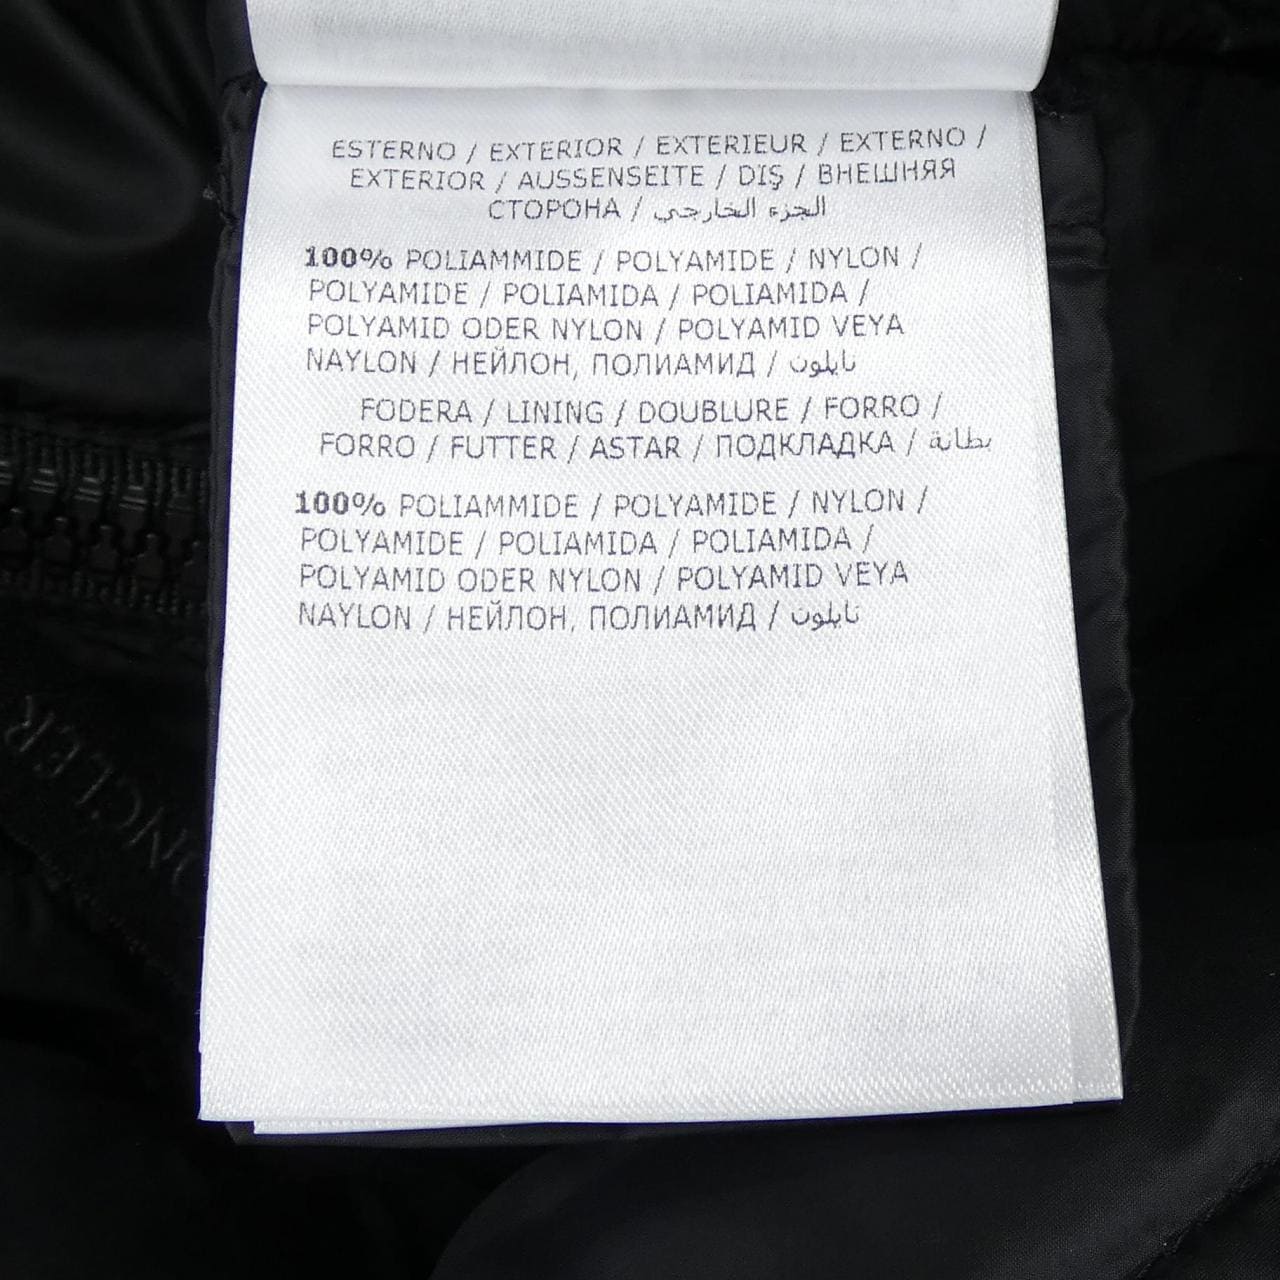 ESTERNO / EXTERIOR / EXTERIEUR / EXTERNO /
EXTERIOR / AUSSENSEITE / DIŞ / ВНЕШНЯЯ
СТОРОНА / الجزء الخارجي
100% POLIAMMIDE / POLYAMIDE / NYLON /
POLYAMIDE / POLIAMIDA / POLIAMIDA /
POLYAMID ODER NYLON / POLYAMID VEYA
NAYLON / НЕЙЛОН, ПОЛИАМИД / نايلون
FODERA / LINING / DOUBLURE / FORRO /
FORRO / FUTTER / ASTAR / ПОДКЛАДКА / بطانة
100% POLIAMMIDE / POLYAMIDE / NYLON /
POLYAMIDE / POLIAMIDA / POLIAMIDA /
POLYAMID ODER NYLON / POLYAMID VEYA
NAYLON / НЕЙЛОН, ПОЛИАМИД / نايلون
ONCLER